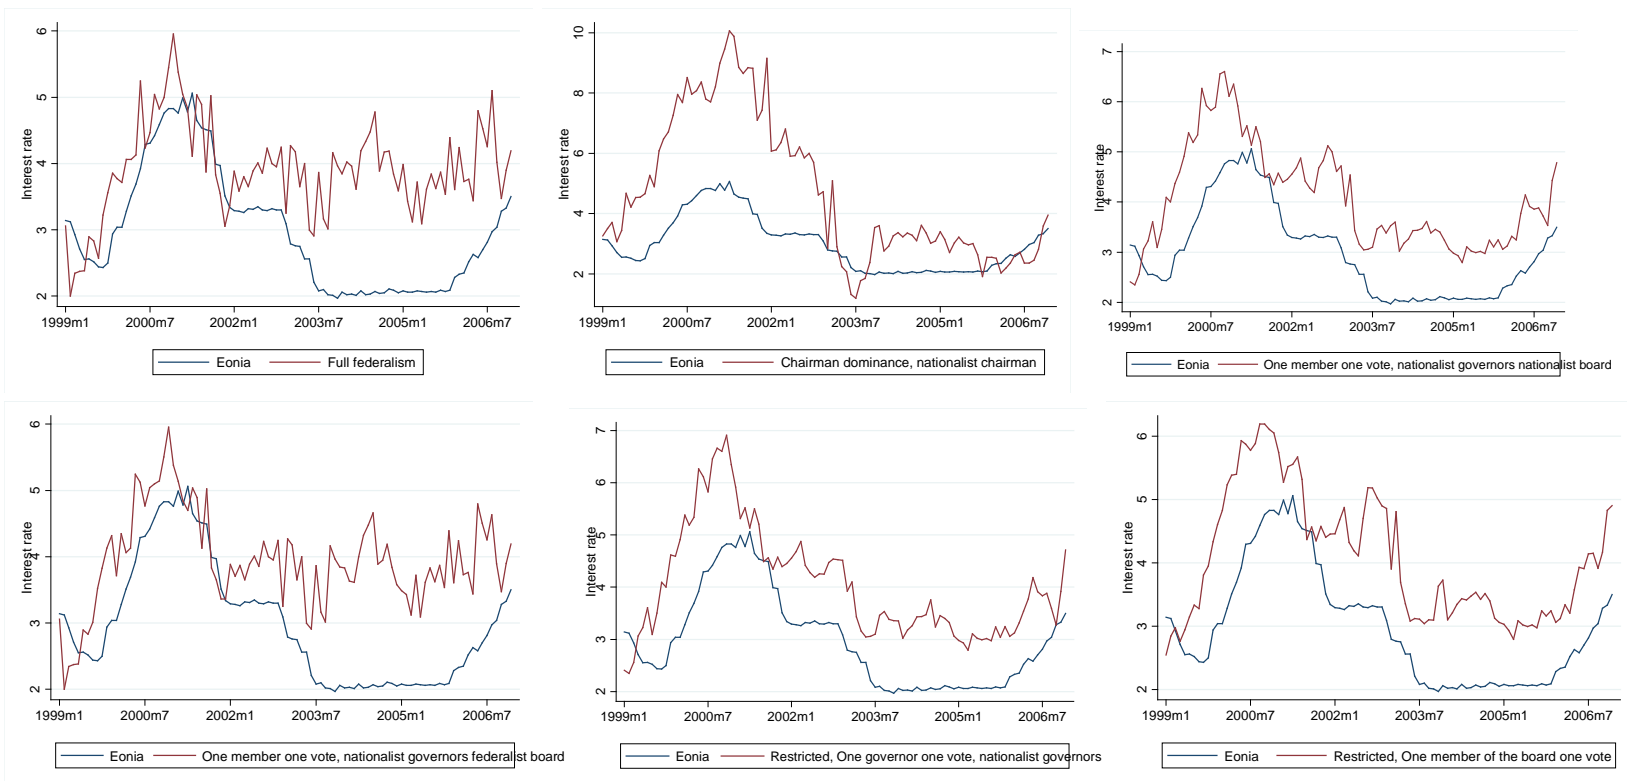 6
5
4
3
2
Interest rate
1999m1 2000m7 2002m1 2003m7 2005m1 2006m7
Eonia Full federalism
10
8
6
4
2
Interest rate
1999m1 2000m7 2002m1 2003m7 2005m1 2006m7
Eonia Chairman dominance, nationalist chairman
7
6
5
4
3
2
Interest rate
1999m1 2000m7 2002m1 2003m7 2005m1 2006m7
Eonia One member one vote, nationalist governors nationalist board
6
5
4
3
2
Interest rate
1999m1 2000m7 2002m1 2003m7 2005m1 2006m7
Eonia One member one vote, nationalist governors federalist board
7
6
5
4
3
2
Interest rate
1999m1 2000m7 2002m1 2003m7 2005m1 2006m7
Eonia Restricted, One governor one vote, nationalist governors
6
5
4
3
2
Interest rate
1999m1 2000m7 2002m1 2003m7 2005m1 2006m7
Eonia Restricted, One member of the board one vote